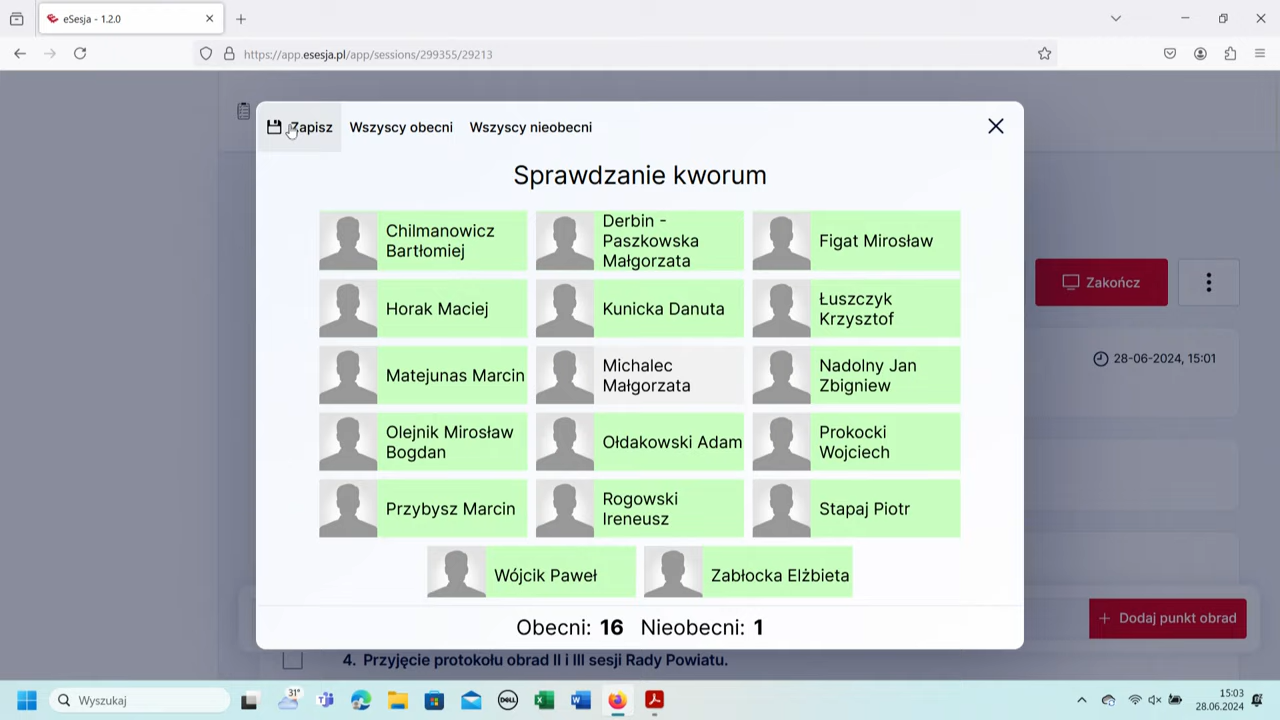 eSesja - 1.2.0
https://app.esesja.pl/app/sessions/299355/29213
Zapisz
Wszyscy obecni
Wszyscy nieobecni
Sprawdzanie kworum
Chilmanowicz
Bartłomiej
Derbin -
Paszkowska
Małgorzata
Figat Mirosław
Horak Maciej
Kunicka Danuta
Łuszczyk
Krzysztof
Matejunas Marcin
Michalec
Małgorzata
Nadolny Jan
Zbigniew
Olejnik Mirosław
Bogdan
Ołdakowski Adam
Prokocki
Wojciech
Przybysz Marcin
Rogowski
Ireneusz
Stapaj Piotr
Wójcik Paweł
Zabłocka Elżbieta
Obecni: 16 Nieobecni: 1
Zakończ
28-06-2024, 15:01
+ Dodaj punkt obrad
4. Przyjęcie protokołu obrad II i III sesji Rady Powiatu.
Wyszukaj
31°
DELL
15:03
28.06.2024